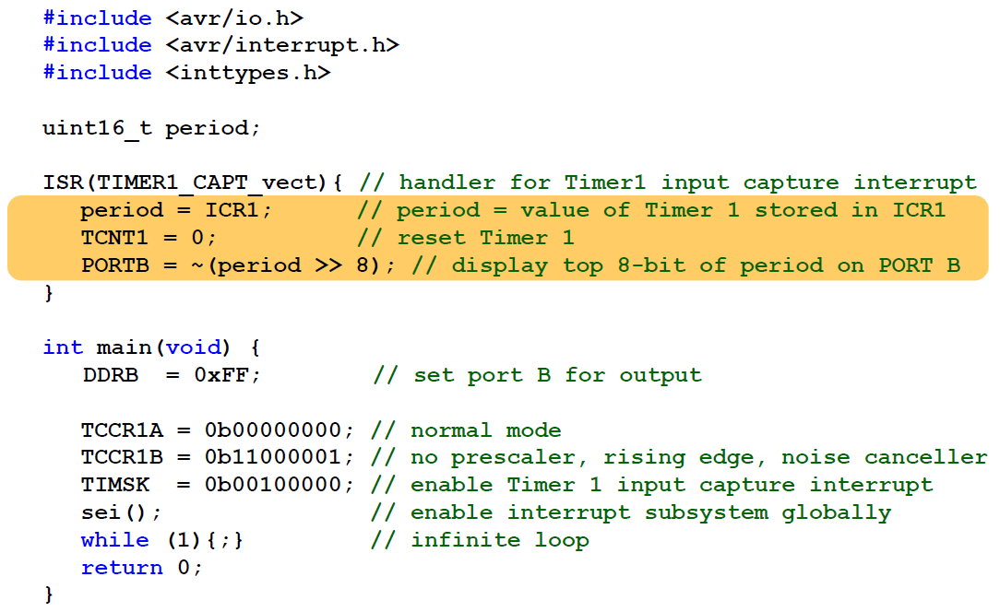 #include <avr/io.h>
#include <avr/interrupt.h>
#include <inttypes.h>
uint16_t period;
ISR(TIMER1_CAPT_vect){ // handler for Timer1 input capture interrupt
period = ICR1; // period = value of Timer 1 stored in ICR1
TCNT1 = 0; // reset Timer 1
PORTB = ~(period >> 8); // display top 8-bit of period on PORT B
}
int main(void) {
DDRB = 0xFF; // set port B for output
TCCR1A = 0b00000000; // normal mode
TCCR1B = 0b11000001; // no prescaler, rising edge, noise canceller
TIMSK = 0b00100000; // enable Timer 1 input capture interrupt
sei(); // enable interrupt subsystem globally
while (1){;} // infinite loop
return 0;
}